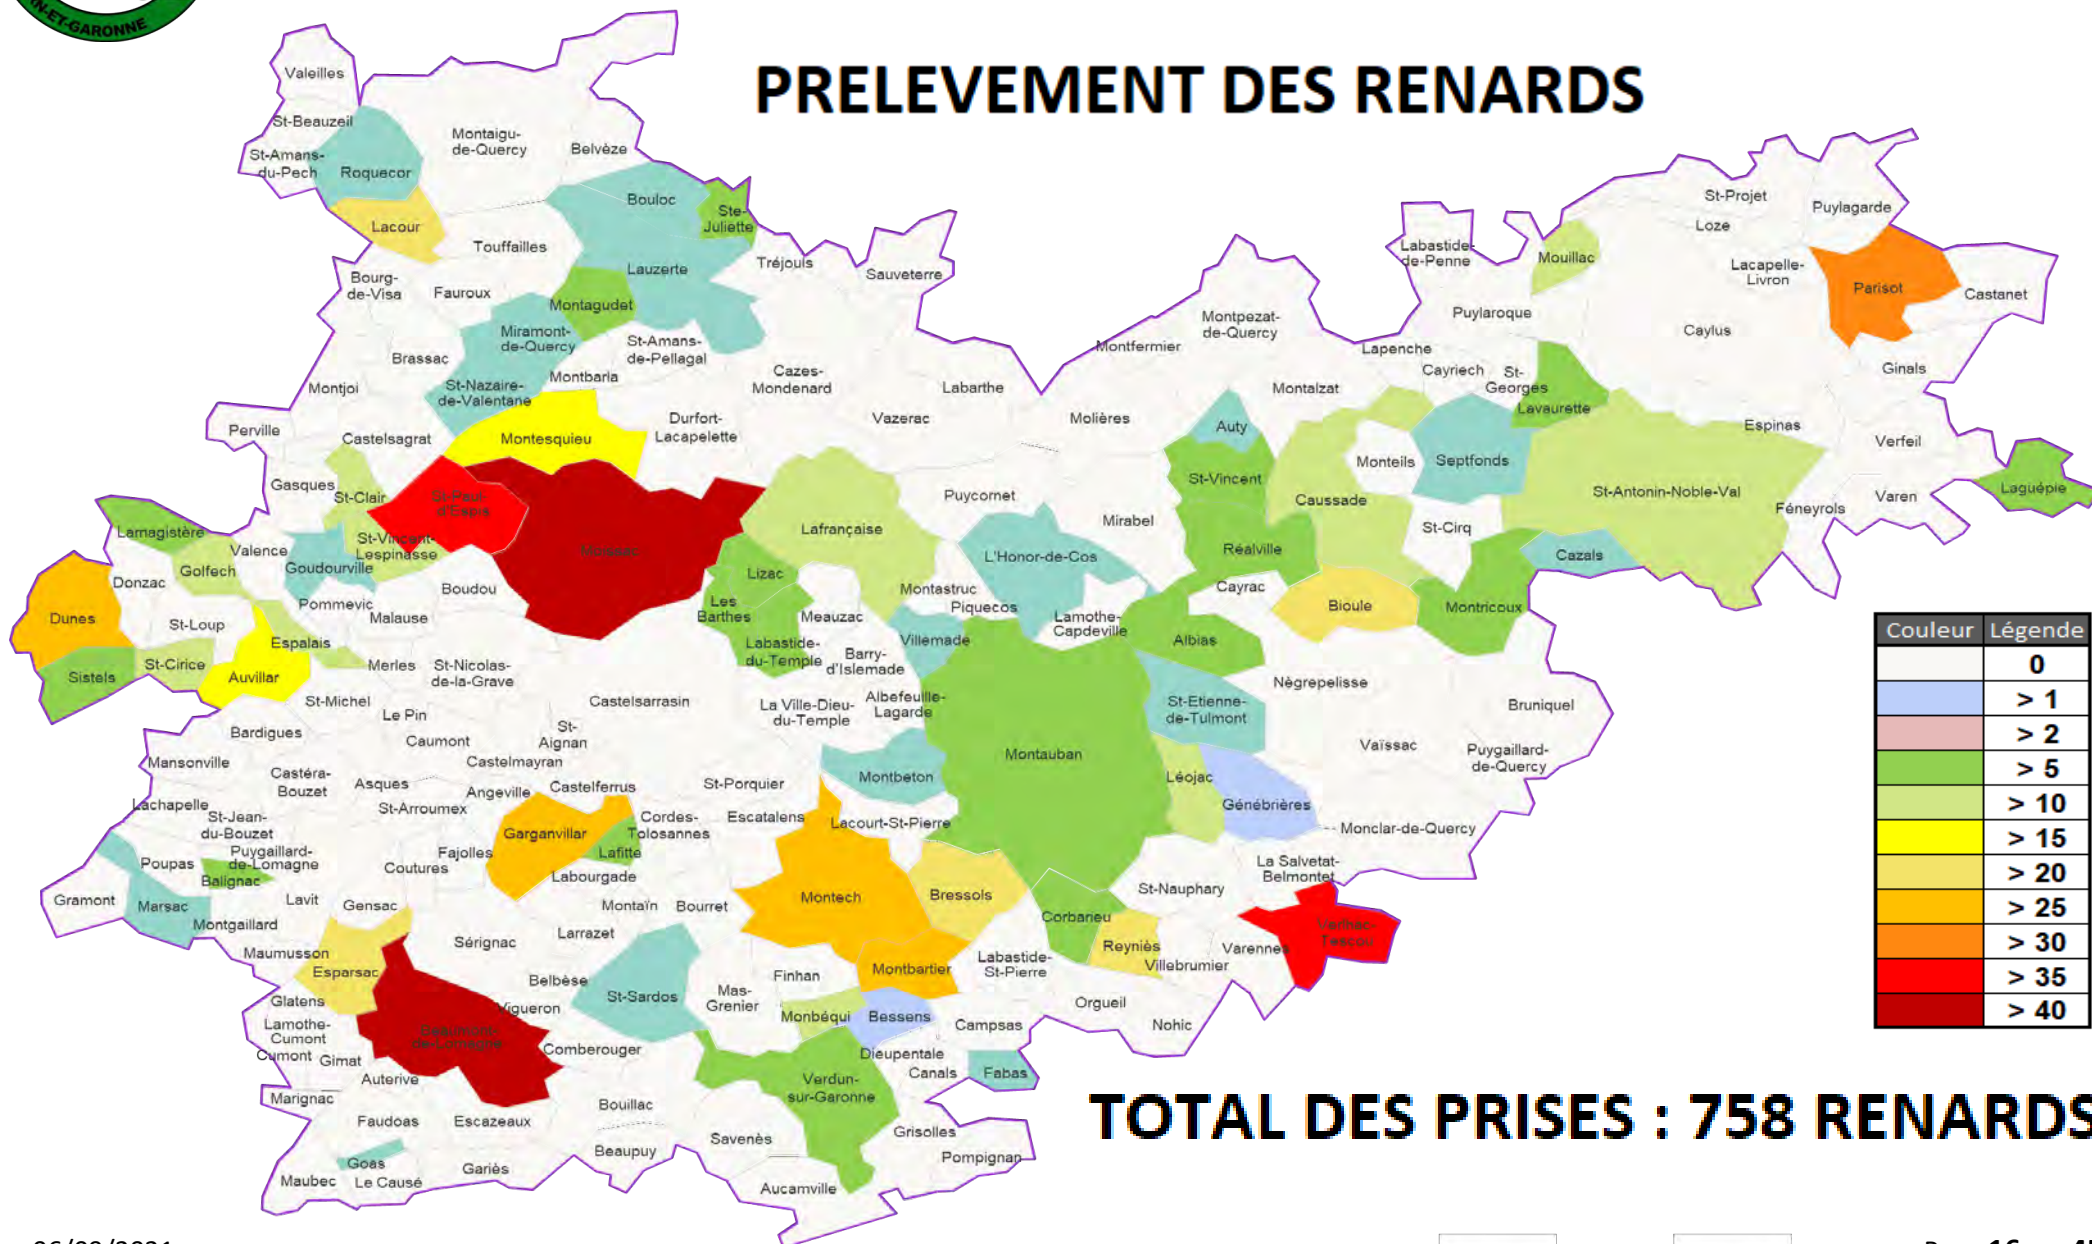 RN-ET-GARONNE
PRELEVEMENT DES RENARDS
Valeilles
St-Beauzeil
St-Amans-
du-Pech
Roquecor
Montaigu-
de-Quercy
Belvèze
Lacour
Touffailles
Bouloc
Ste-
Juliette
Lauzerte
Tréjouls
Sauveterre
Bourg-
de-Visa
Fauroux
Montagudet
Miramont-
de-Quercy
St-Amans-
de-Pellagal
Brassac
Montbarla
Cazes-
Mondenard
Montjoi
St-Nazaire-
de-Valentane
Labarthe
Durfort-
Lacapelette
Vazerac
Molières
Perville
Castelsagrat
Montesquieu
Montfermier
Montpezat-
de-Quercy
Labastide-
de-Penne
Mouillac
St-Projet
Puylagarde
Loze
Lacapelle-
Livron
Parisot
Castanet
Puylaroque
Caylus
Lapenche
Cayriech
St-
Georges
Ginals
Montalzat
Lavaurette
Auty
Espinas
Verfeil
Monteils
Septfonds
St-Vincent
Caussade
St-Antonin-Noble-Val
Laguépie
Varen
Féneyrols
St-Cirq
Gasques
St-Clair
St-Paul-
d'Espis
Moissac
Lafrançaise
Puycornet
Mirabel
Lamagistère
Valence
St-Vincent-
Lespinasse
Golfech
Goudourville
Donzac
Boudou
Lizac
Montastruc
L'Honor-de-Cos
Réalville
Cazals
Cayrac
Pommevic
Malause
Les
Barthes
Meauzac
Piquecos
Lamothe-
Capdeville
Bioule
Montricoux
Dunes
St-Loup
Espalais
Labastide-
du-Temple
Barry-
d'Islemade
Villemade
Albias
Sistels
St-Cirice
Auvillar
Merles
St-Nicolas-
de-la-Grave
Nègrepelisse
St-Michel
Le Pin
Castelsarrasin
La Ville-Dieu-
du-Temple
Albefeuille-
Lagarde
St-Etienne-
de-Tulmont
Bruniquel
Bardigues
Caumont
St-
Aignan
Montauban
Vaïssac
Puygaillard-
de-Quercy
Mansonville
Castéra-
Bouzet
Asques
Castelmayran
Angeville
Castelferrus
St-Porquier
Montbeton
Léojac
Génébrières
Lachapelle
St-Jean-
du-Bouzet
St-Arroumex
Garganvillar
Cordes-
Tolosannes
Escatalens
Lacourt-St-Pierre
Monclar-de-Quercy
Poupas
Puygaillard-
de-Lomagne
Balignac
Coutures
Fajolles
Lafitte
Labourgade
La Salvetat-
Belmontet
St-Nauphary
Gramont
Marsac
Lavit
Gensac
Montaïn
Bourret
Montech
Bressols
Corbarieu
Montgaillard
Maumusson
Sérignac
Larrazet
Reyniès
Varennes
Verlhac-
Tescou
Villebrumier
Esparsac
Belbèse
St-Sardos
Finhan
Montbartier
Labastide-
St-Pierre
Glatens
Vigueron
Mas-
Grenier
Monbéqui
Bessens
Campsas
Orgueil
Nohic
Lamothe-
Cumont
Cumont
Gimat
Beaumont-
de-Lomagne
Comberouger
Dieupentale
Canals
Fabas
Auterive
Marignac
Verdun-
sur-Garonne
Faudoas
Escazeaux
Bouillac
Savenès
Grisolles
Goas
Gariès
Beaupuy
Pompignan
Maubec
Le Causé
Aucamville
Couleur Légende
0
> 1
> 2
> 5
> 10
> 15
> 20
> 25
> 30
> 35
> 40
TOTAL DES PRISES : 758 RENARDS